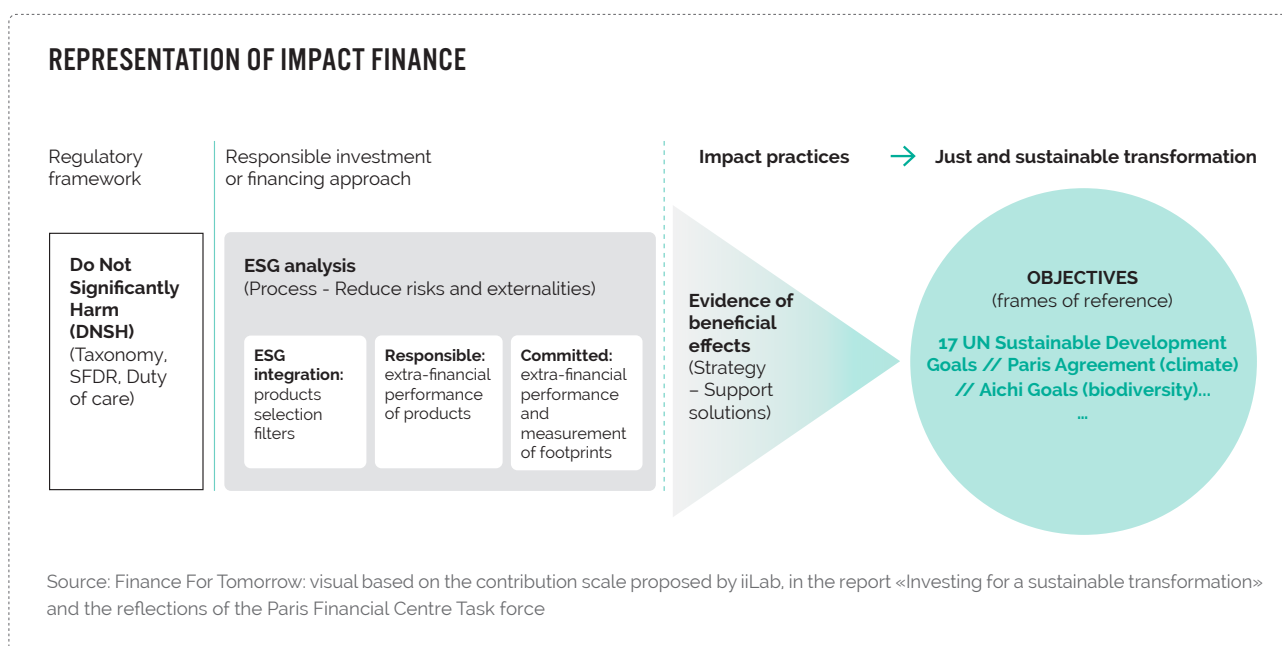 REPRESENTATION OF IMPACT FINANCE
Regulatory
framework
Responsible investment
or financing approach
Impact practices → Just and sustainable transformation
Do Not
Significantly
Harm
(DNSH)
(Taxonomy,
SFDR, Duty
of care)
ESG analysis
(Process - Reduce risks and externalities)
ESG
integration:
products
selection
filters
Responsible:
extra-financial
performance
of products
Committed:
extra-financial
performance
and
measurement
of footprints
Evidence of
beneficial
effects
(Strategy
– Support
solutions)
OBJECTIVES
(frames of reference)
17 UN Sustainable Development
Goals // Paris Agreement (climate)
// Aichi Goals (biodiversity)...
...
Source: Finance For Tomorrow: visual based on the contribution scale proposed by iiLab, in the report «Investing for a sustainable transformation»
and the reflections of the Paris Financial Centre Task force